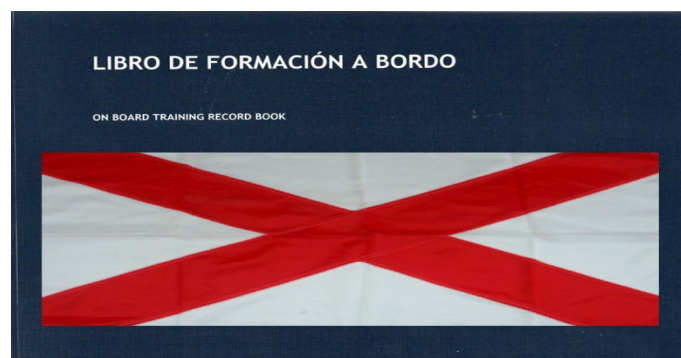 LIBRO DE FORMACIÓN A BORDO
ON BOARD TRAINING RECORD BOOK